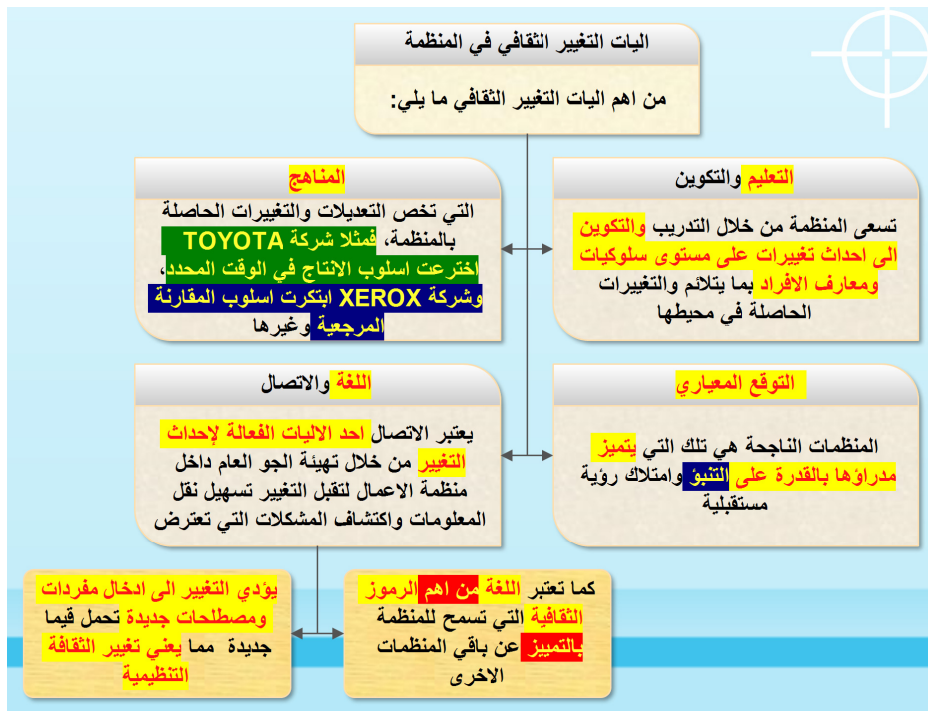 اليات التغيير الثقافي في المنظمة
من اهم اليات التغيير الثقافي ما يلي:
التعليم والتكوين
تسعى المنظمة من خلال التدريب والتكوين
الى احداث تغييرات على مستوى سلوكيات
ومعارف الافراد بما يتلائم والتغييرات
الحاصلة في محيطها
المناهج
التي تخص التعديلات والتغييرات الحاصلة
بالمنظمة، فمثلا شركة TOYOTA
اخترعت اسلوب الانتاج في الوقت المحدد،
وشركة XEROX ابتكرت اسلوب المقارنة
المرجعية وغيرها
التوقع المعياري
المنظمات الناجحة هي تلك التي يتميز
مدراؤها بالقدرة على التنبؤ وامتلاك رؤية
مستقبلية
اللغة والاتصال
يعتبر الاتصال احد الاليات الفعالة لإحداث
التغيير من خلال تهيئة الجو العام داخل
منظمة الاعمال لتقبل التغيير تسهيل نقل
المعلومات واكتشاف المشكلات التي تعترض
كما تعتبر اللغة من اهم الرموز
الثقافية التي تسمح للمنظمة
بالتمييز عن باقي المنظمات
الاخرى
يؤدي التغيير الى ادخال مفردات
ومصطلحات جديدة تحمل قيما
جديدة مما يعني تغيير الثقافة
التنظيمية